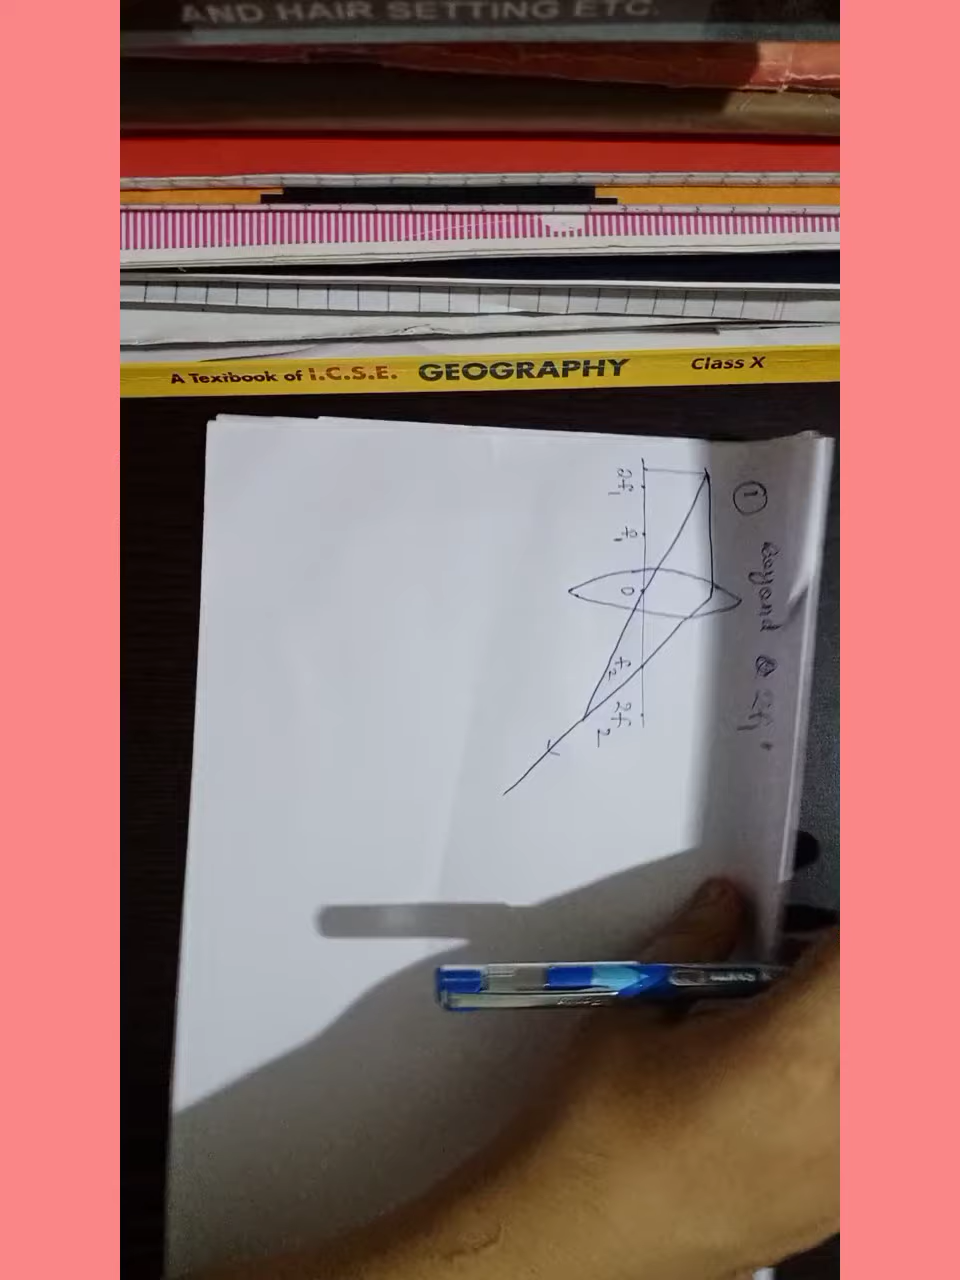 AND HAIR SETTING ETC.
A Textbook of I.C.S.E. GEOGRAPHY Class X
① Beyond 2f₁
2f₁ f₁ O f₂ 2f₂